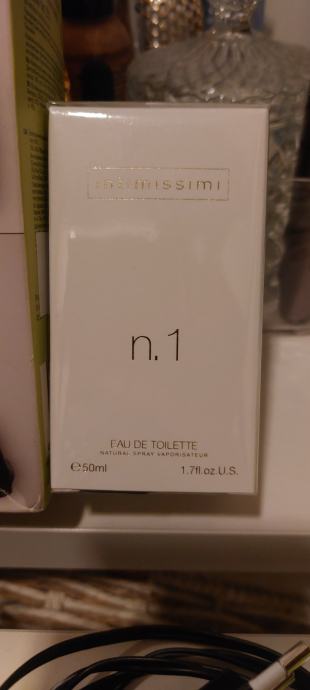 intimissimi
n.1
EAU DE TOILETTE
NATURAL SPRAY VAPORISATEUR
℮50ml 1.7fl.oz.U.S.